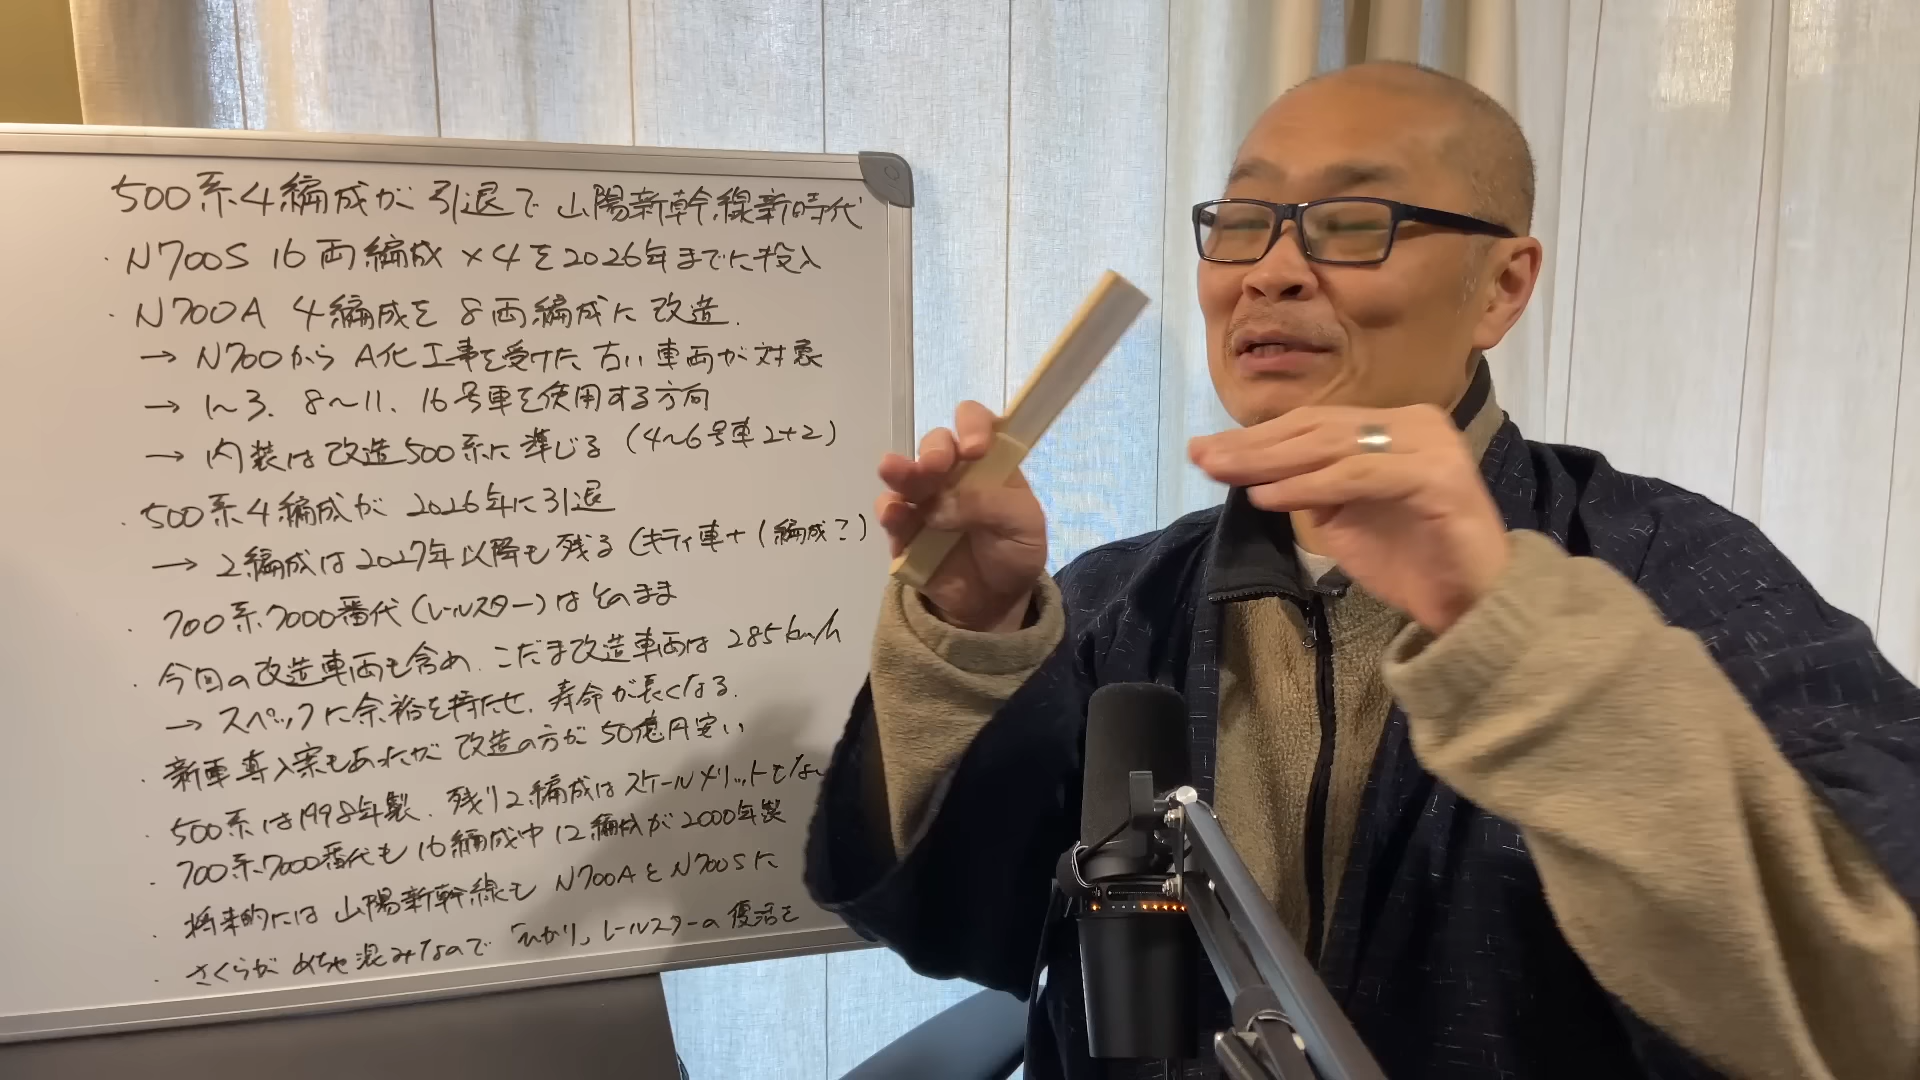 500系4編成が引退で山陽新幹線新時代
・N700S 16両編成×4を2026年までに投入
・N700A 4編成を8両編成に改造.
→ N700からA化工事を受けた古い車両が対象
→ 1~3. 8~11. 16号車を使用する方向
→ 内装は改造500系に準じる(4~6号車2+2)
・500系4編成が2026年に引退
→ 2編成は2027年以降も残る(キティ車+1編成?)
・700系7000番代(レールスター)はそのまま
・今回の改造車両も含め.こだま改造車両は285km/h
→ スペックに余裕を持たせ.寿命が長くなる.
・新車導入案もあったが改造の方が50億円安い
・500系は1998年製.残り2編成はスケールメリットもない
・700系7000番代も16編成中12編成が2000年製
・将来的には山陽新幹線もN700AとN700Sに
・さくらがめちゃ混みなので「ひかり」レールスターの復活を